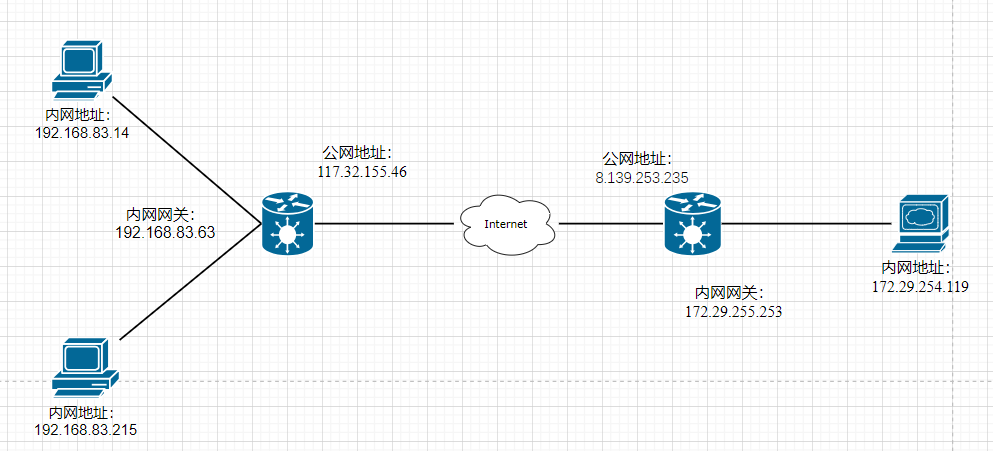 内网地址：
192.168.83.14
公网地址：
117.32.155.46
公网地址：
8.139.253.235
内网网关：
192.168.83.63
Internet
内网地址：
172.29.254.119
内网网关：
172.29.255.253
内网地址：
192.168.83.215